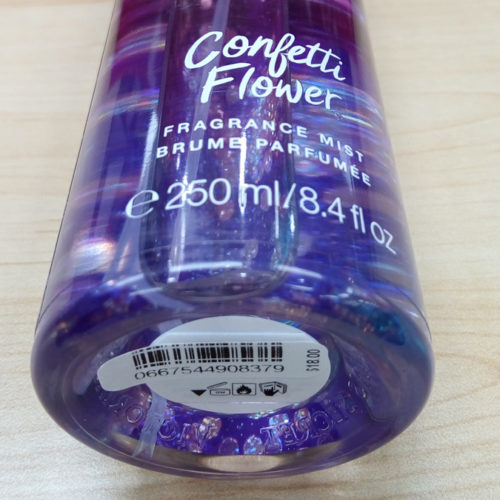 Confetti
Flower
FRAGRANCE MIST
BRUME PARFUMÉE
℮ 250 ml/8.4 fl oz
0667544908379
$18.00